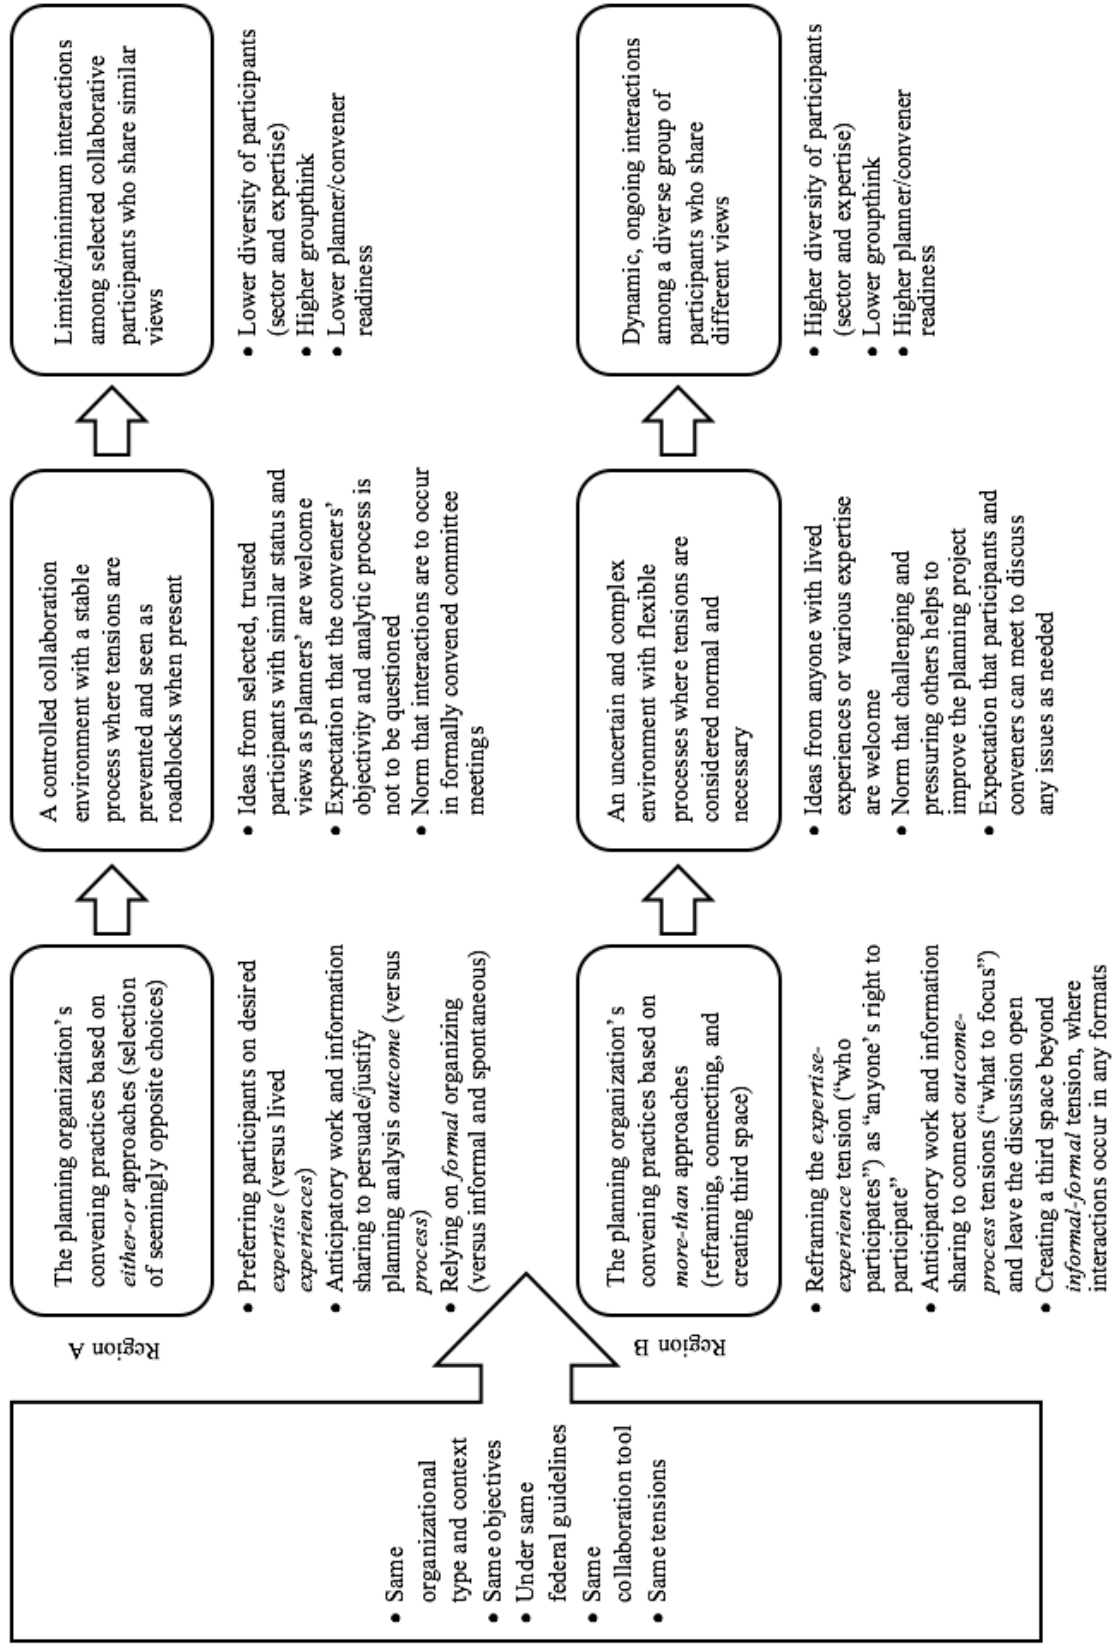 • Same
organizational
type and context
• Same objectives
• Under same
federal guidelines
• Same
collaboration tool
• Same tensions
Region A
The planning organization's
convening practices based on
either-or approaches (selection
of seemingly opposite choices)
• Preferring participants on desired
expertise (versus lived
experiences)
• Anticipatory work and information
sharing to persuade/justify
planning analysis outcome (versus
process)
• Relying on formal organizing
(versus informal and spontaneous)
A controlled collaboration
environment with a stable
process where tensions are
prevented and seen as
roadblocks when present
• Ideas from selected, trusted
participants with similar status and
views as planners' are welcome
• Expectation that the conveners'
objectivity and analytic process is
not to be questioned
• Norm that interactions are to occur
in formally convened committee
meetings
Limited/minimum interactions
among selected collaborative
participants who share similar
views
• Lower diversity of participants
(sector and expertise)
• Higher groupthink
• Lower planner/convener
readiness
Region B
The planning organization's
convening practices based on
more-than approaches
(reframing, connecting, and
creating third space)
• Reframing the expertise-
experience tension (“who
participates”) as “anyone's right to
participate”
• Anticipatory work and information
sharing to connect outcome-
process tensions (“what to focus”)
and leave the discussion open
• Creating a third space beyond
informal-formal tension, where
interactions occur in any formats
An uncertain and complex
environment with flexible
processes where tensions are
considered normal and
necessary
• Ideas from anyone with lived
experiences or various expertise
are welcome
• Norm that challenging and
pressuring others helps to
improve the planning project
• Expectation that participants and
conveners can meet to discuss
any issues as needed
Dynamic, ongoing interactions
among a diverse group of
participants who share
different views
• Higher diversity of participants
(sector and expertise)
• Lower groupthink
• Higher planner/convener
readiness